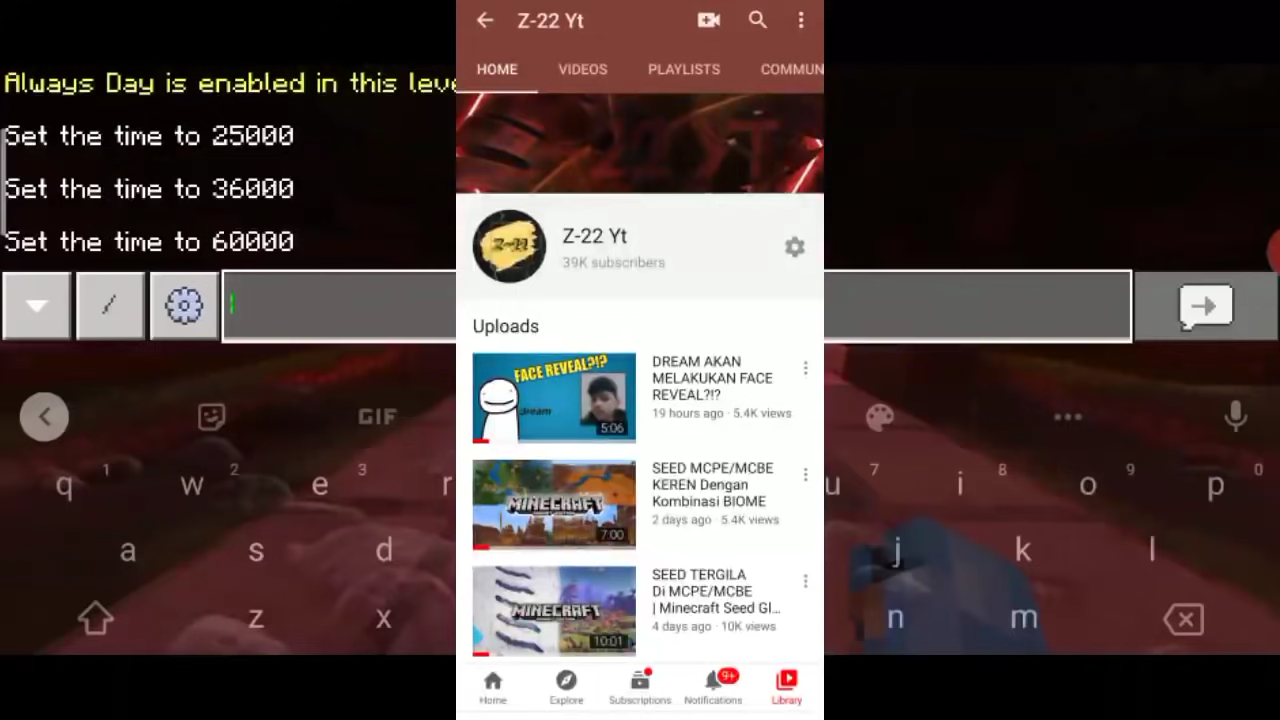 Always Day is enabled in this leve
Set the time to 25000
Set the time to 36000
Set the time to 60000
/
GIF
1 2 3 7 8 9 0
q w e r u i o p
a s d j k l
z x n m
Z-22 Yt
HOME VIDEOS PLAYLISTS COMMUN
Z-22 Yt
39K subscribers
Uploads
FACE REVEAL?!?
dream
5:06
DREAM AKAN
MELAKUKAN FACE
REVEAL?!?
19 hours ago · 5.4K views
MINECRAFT
7:00
SEED MCPE/MCBE
KEREN Dengan
Kombinasi BIOME
2 days ago · 5.4K views
MINECRAFT
10:01
SEED TERGILA
Di MCPE/MCBE
| Minecraft Seed GI...
4 days ago · 10K views
9+
Home Explore Subscriptions Notifications Library